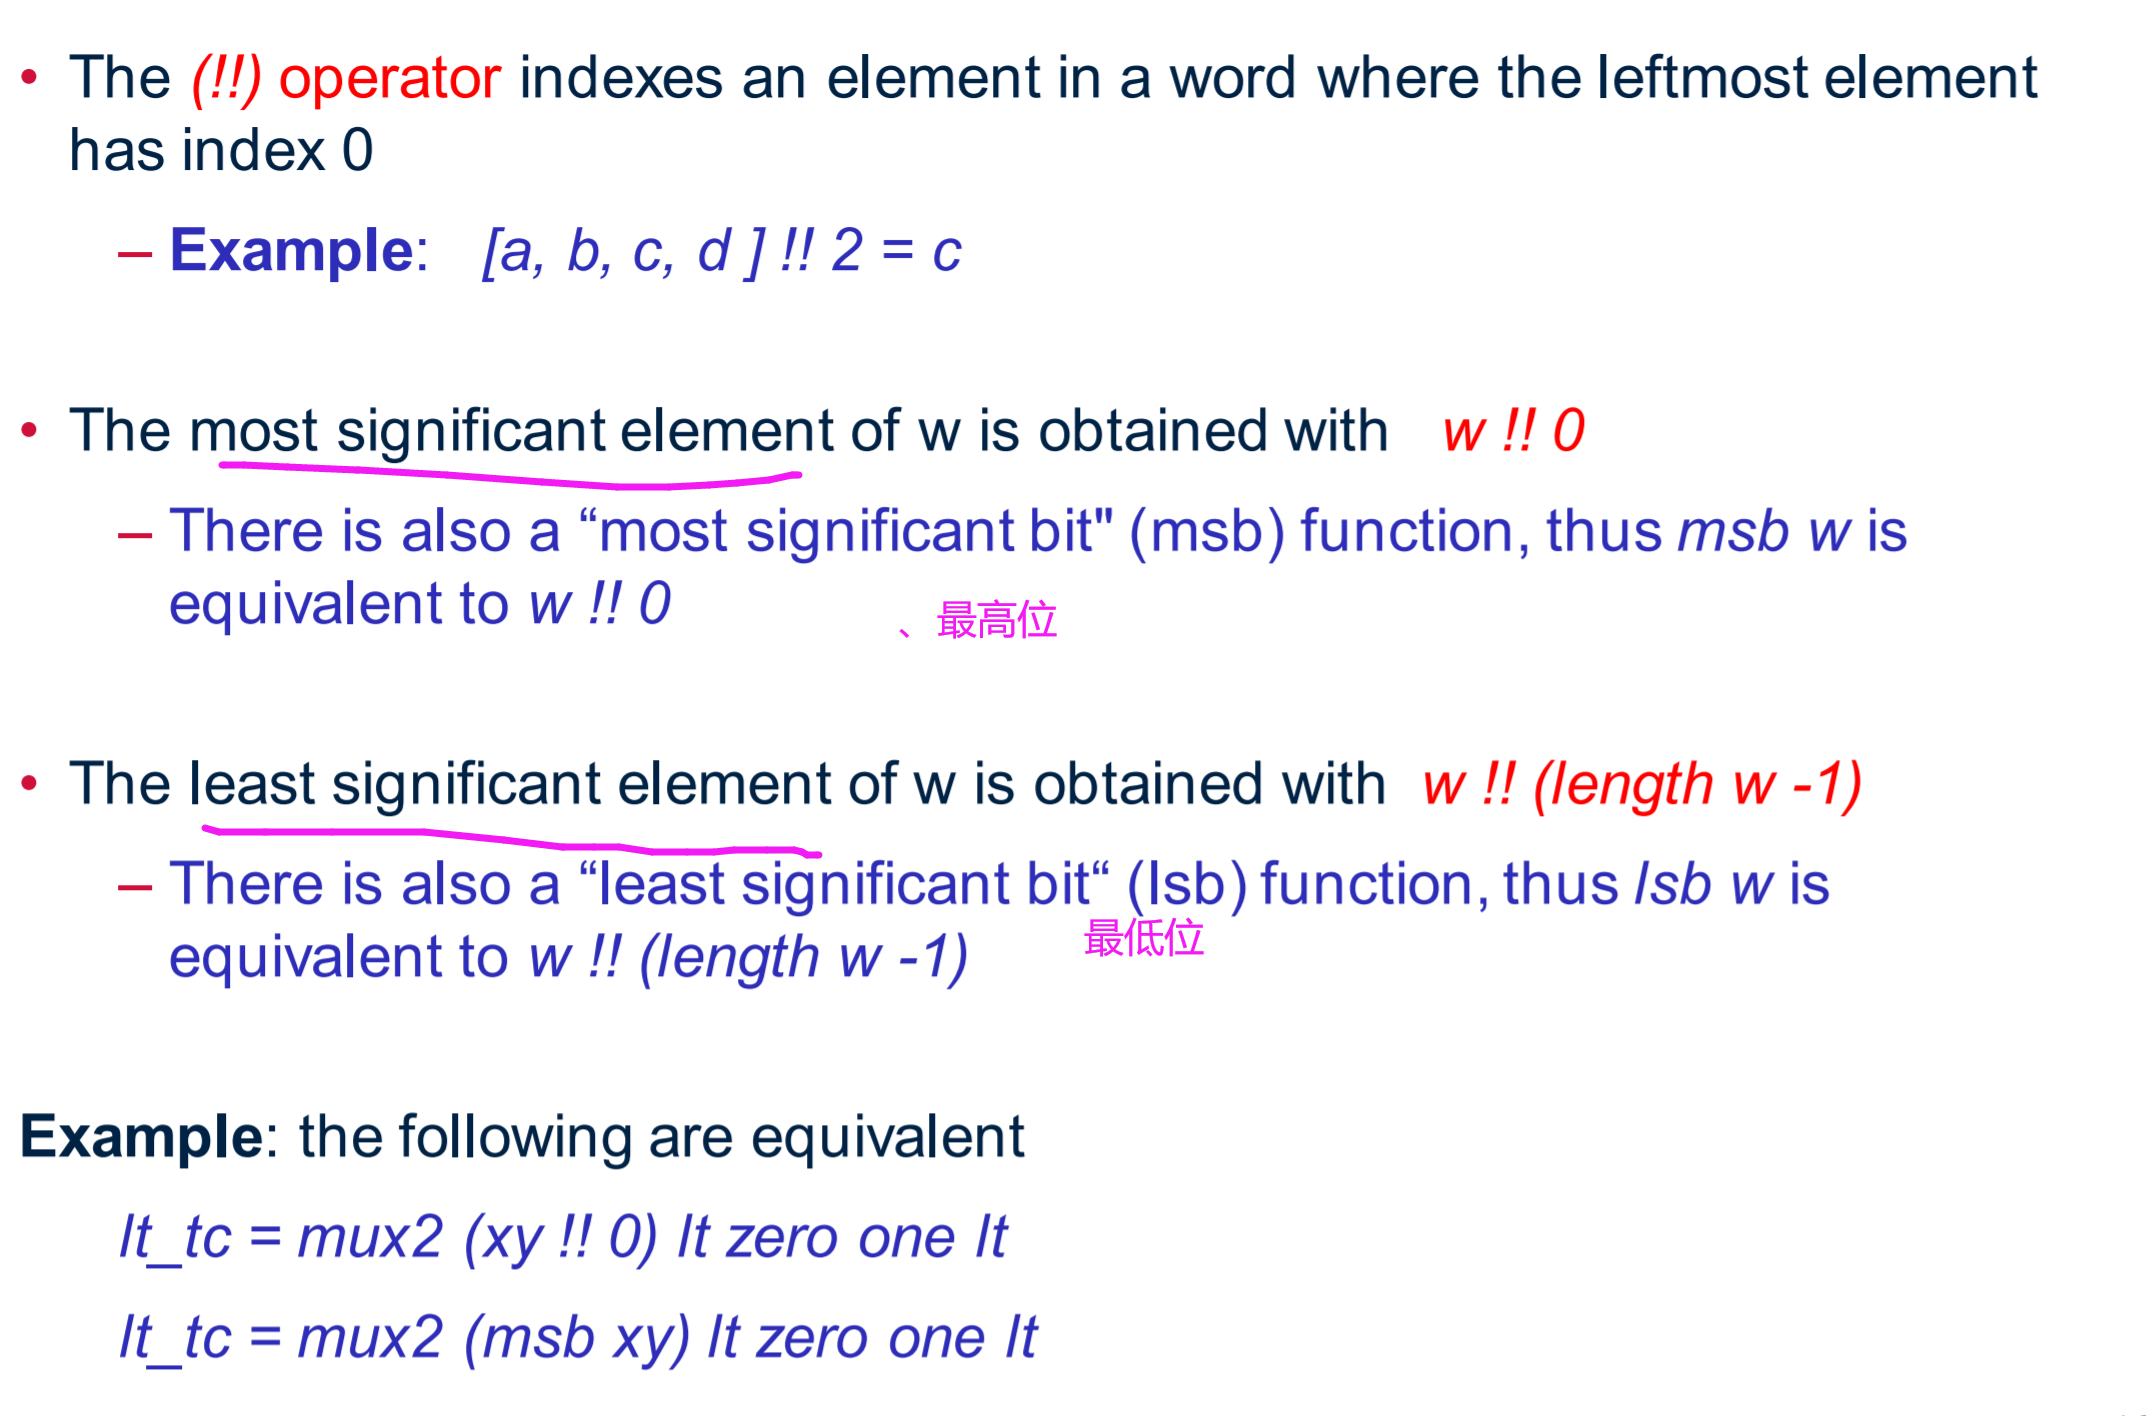 • The (!!) operator indexes an element in a word where the leftmost element
has index 0
– Example: [a, b, c, d ] !! 2 = c
• The most significant element of w is obtained with w !! 0
– There is also a “most significant bit" (msb) function, thus msb w is
equivalent to w !! 0
、最高位
• The least significant element of w is obtained with w !! (length w -1)
– There is also a “least significant bit“ (lsb) function, thus lsb w is
equivalent to w !! (length w -1)
最低位
Example: the following are equivalent
lt_tc = mux2 (xy !! 0) lt zero one lt
lt_tc = mux2 (msb xy) lt zero one lt